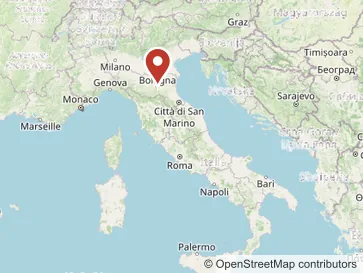 Magyarország
Graz
Timișoara
Milano
Београд
Bologna
Genova
Sarajevo
Città di San
Marino
Monaco
Marseille
Roma
Bari
Napoli
Palermo
© OpenStreetMap contributors